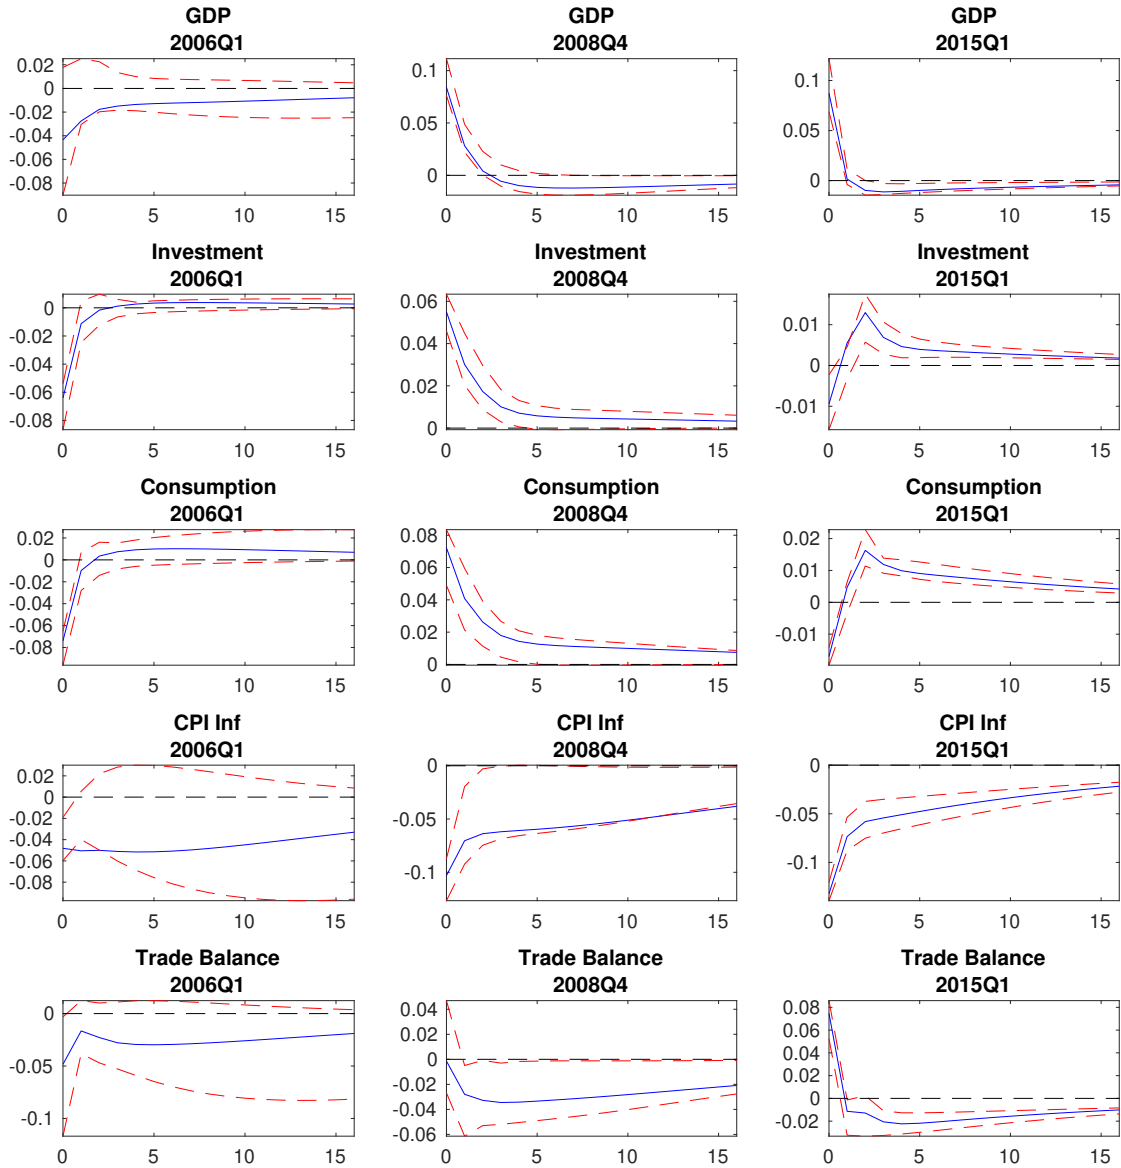 GDP
2006Q1
GDP
2008Q4
GDP
2015Q1
0.02
0
-0.02
-0.04
-0.06
-0.08
0 5 10 15
0.1
0.05
0
0 5 10 15
0.1
0.05
0
0 5 10 15
Investment
2006Q1
Investment
2008Q4
Investment
2015Q1
0
-0.02
-0.04
-0.06
-0.08
0 5 10 15
0.06
0.04
0.02
0
0 5 10 15
0.01
0
-0.01
0 5 10 15
Consumption
2006Q1
Consumption
2008Q4
Consumption
2015Q1
0.02
0
-0.02
-0.04
-0.06
-0.08
0 5 10 15
0.08
0.06
0.04
0.02
0
0 5 10 15
0.02
0.01
0
-0.01
0 5 10 15
CPI Inf
2006Q1
CPI Inf
2008Q4
CPI Inf
2015Q1
0.02
0
-0.02
-0.04
-0.06
-0.08
0 5 10 15
0
-0.05
-0.1
0 5 10 15
0
-0.05
-0.1
0 5 10 15
Trade Balance
2006Q1
Trade Balance
2008Q4
Trade Balance
2015Q1
0
-0.05
-0.1
0 5 10 15
0.04
0.02
0
-0.02
-0.04
-0.06
0 5 10 15
0.08
0.06
0.04
0.02
0
-0.02
0 5 10 15